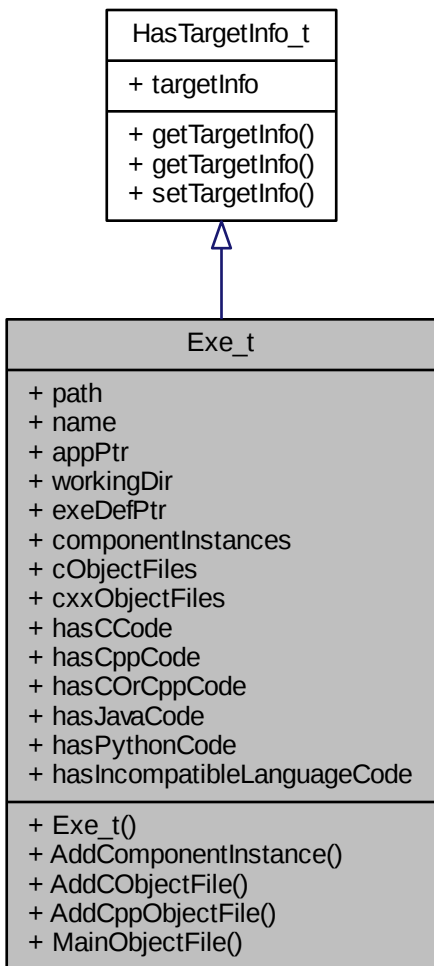 HasTargetInfo_t
+ targetInfo
+ getTargetInfo()
+ getTargetInfo()
+ setTargetInfo()
Exe_t
+ path
+ name
+ appPtr
+ workingDir
+ exeDefPtr
+ componentInstances
+ cObjectFiles
+ cxxObjectFiles
+ hasCCode
+ hasCppCode
+ hasCOrCppCode
+ hasJavaCode
+ hasPythonCode
+ hasIncompatibleLanguageCode
+ Exe_t()
+ AddComponentInstance()
+ AddCObjectFile()
+ AddCppObjectFile()
+ MainObjectFile()